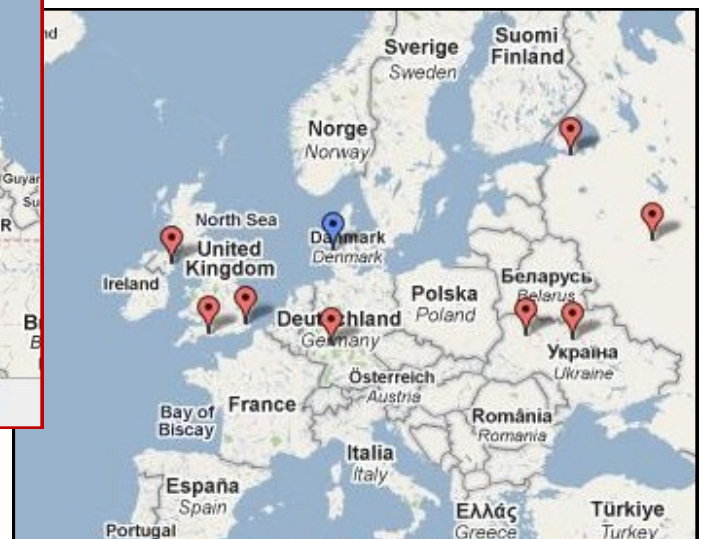 Suomi
Finland
Sverige
Sweden
Norge
Norway
North Sea
Danmark
Denmark
United
Kingdom
Ireland
Беларусь
Belarus
Polska
Poland
Deutschland
Germany
Україна
Ukraine
Österreich
Austria
France
Bay of
Biscay
România
Romania
Italia
Italy
España
Spain
Portugal
Ελλάς
Greece
Türkiye
Turkey